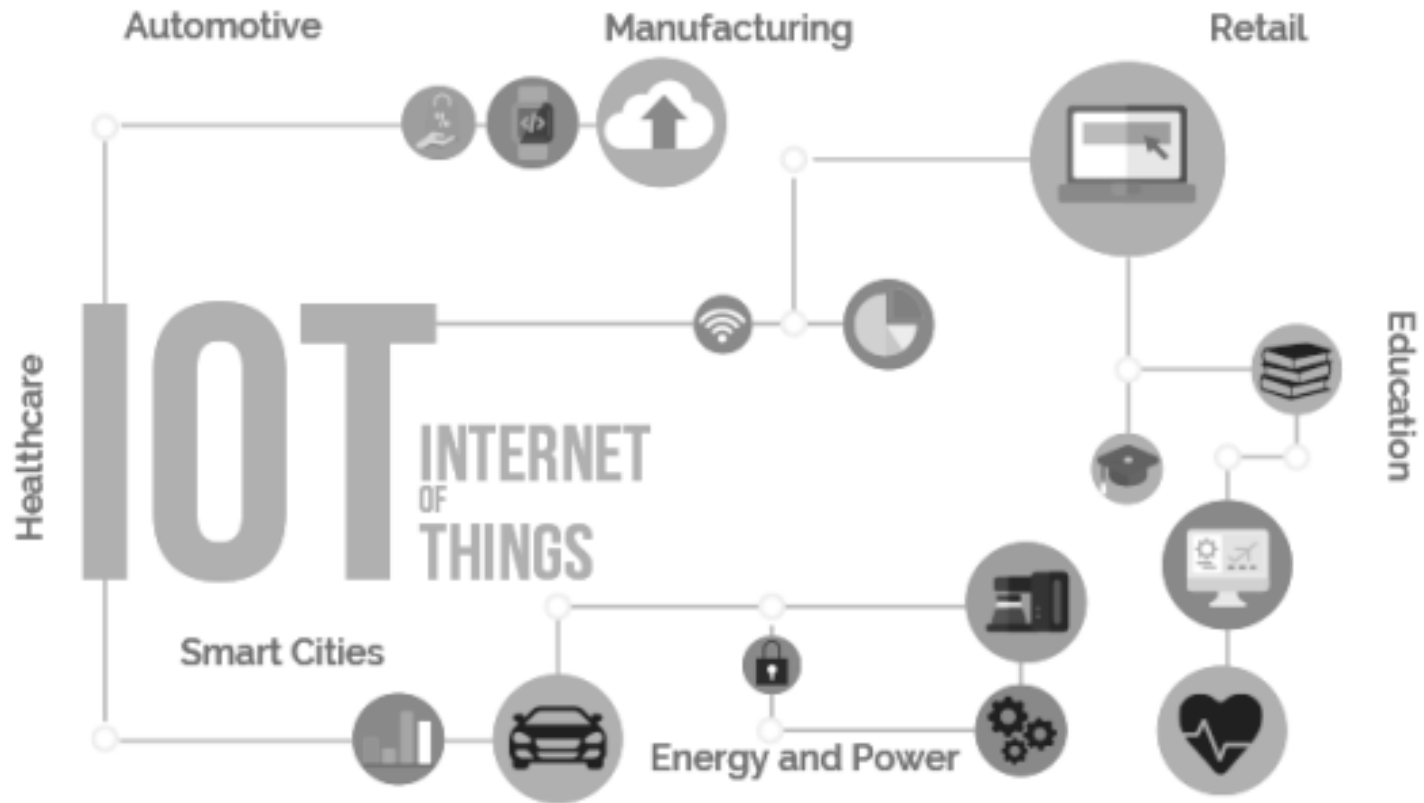 Automotive
Manufacturing
Retail
%
</>
Healthcare
IOT
INTERNET
OF
THINGS
Education
Smart Cities
Energy and Power